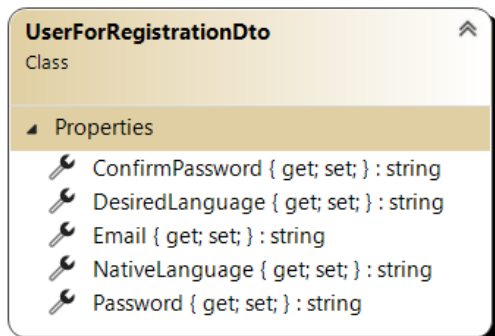 UserForRegistrationDto
Class
Properties
ConfirmPassword { get; set; } : string
DesiredLanguage { get; set; } : string
Email { get; set; } : string
NativeLanguage { get; set; } : string
Password { get; set; } : string